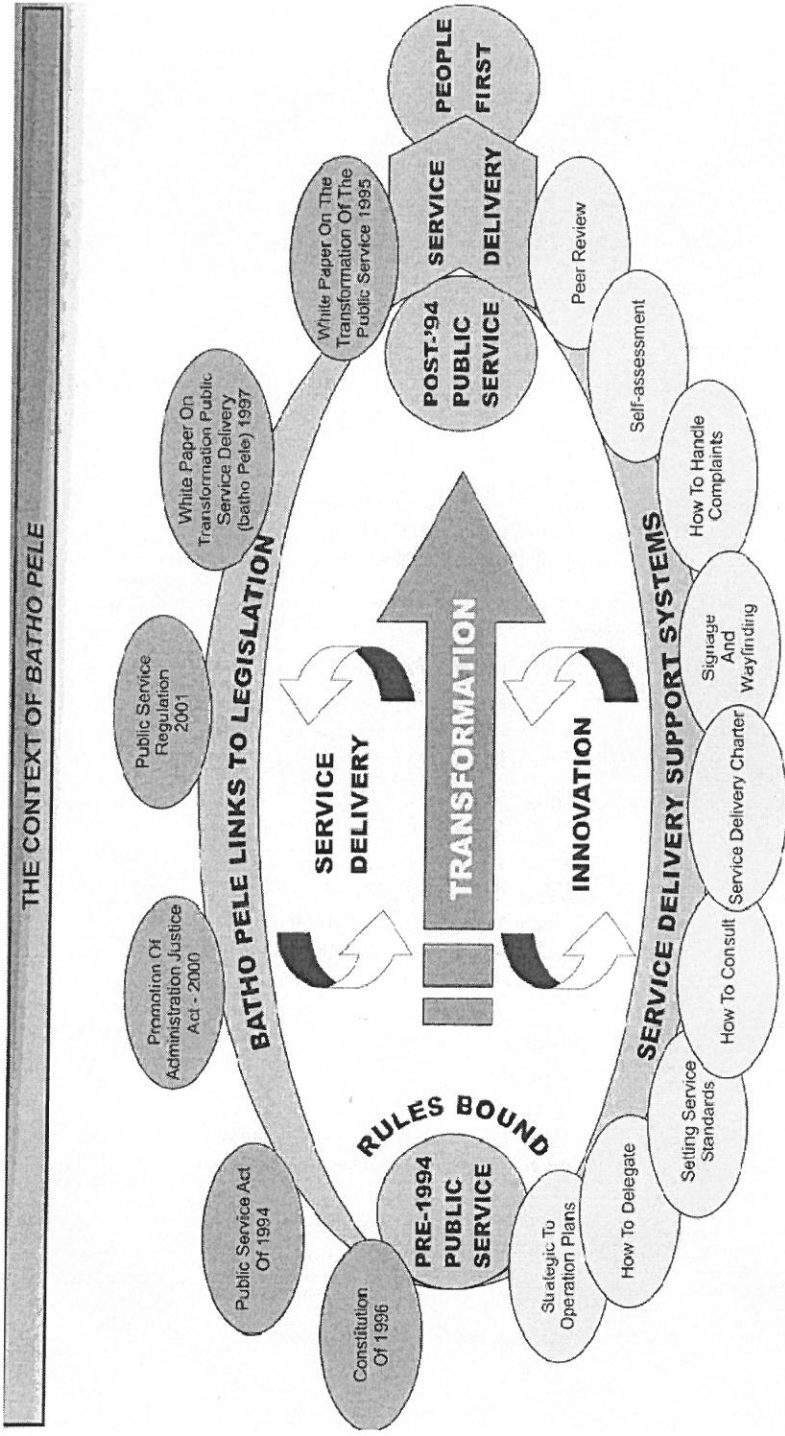 THE CONTEXT OF BATHO PELE
Constitution
Of 1996
Public Service Act
Of 1994
Promotion Of
Administration Justice
Act - 2000
Public Service
Regulation
2001
White Paper On
Transformation Public
Service Delivery
(batho Pele) 1997
White Paper On The
Transformation Of The
Public Service 1995
BATHO PELE LINKS TO LEGISLATION
RULES BOUND
PRE-1994
PUBLIC
SERVICE
SERVICE
DELIVERY
TRANSFORMATION
INNOVATION
POST-'94
PUBLIC
SERVICE
SERVICE
DELIVERY
PEOPLE
FIRST
SERVICE DELIVERY SUPPORT SYSTEMS
Strategic To
Operation Plans
How To Delegate
Setting Service
Standards
How To Consult
Service Delivery Charter
Signage
And
Wayfinding
How To Handle
Complaints
Self-assessment
Peer Review